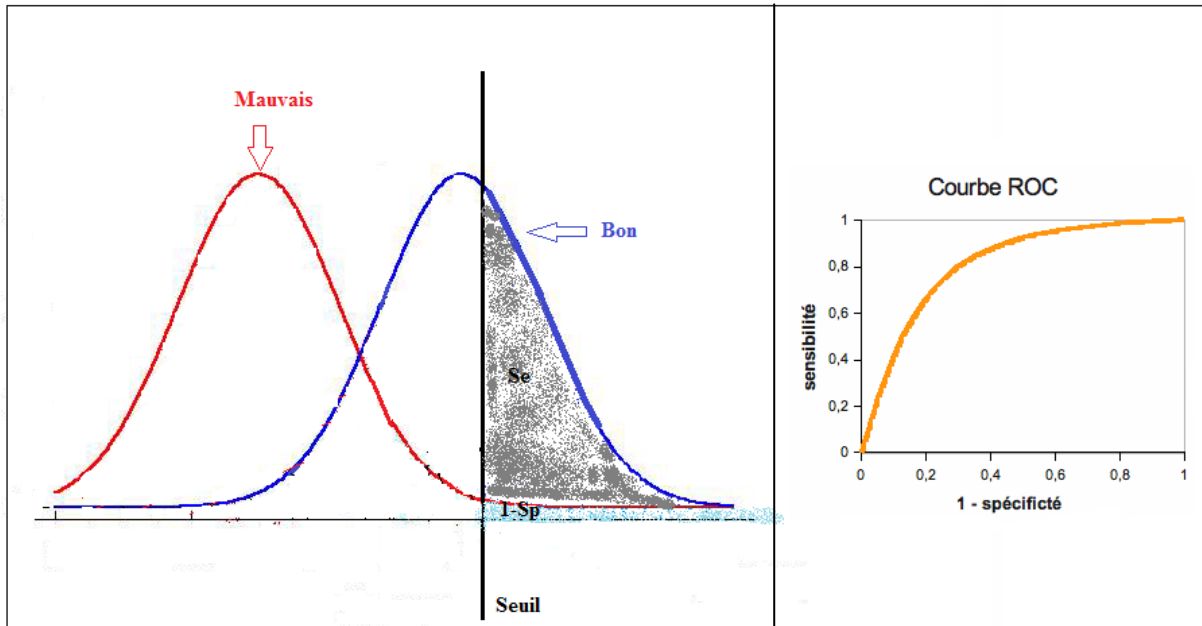 Mauvais
Bon
Se
1-Sp
Seuil
Courbe ROC
sensibilité
1
0,8
0,6
0,4
0,2
0
0 0,2 0,4 0,6 0,8 1
1 - spécificté